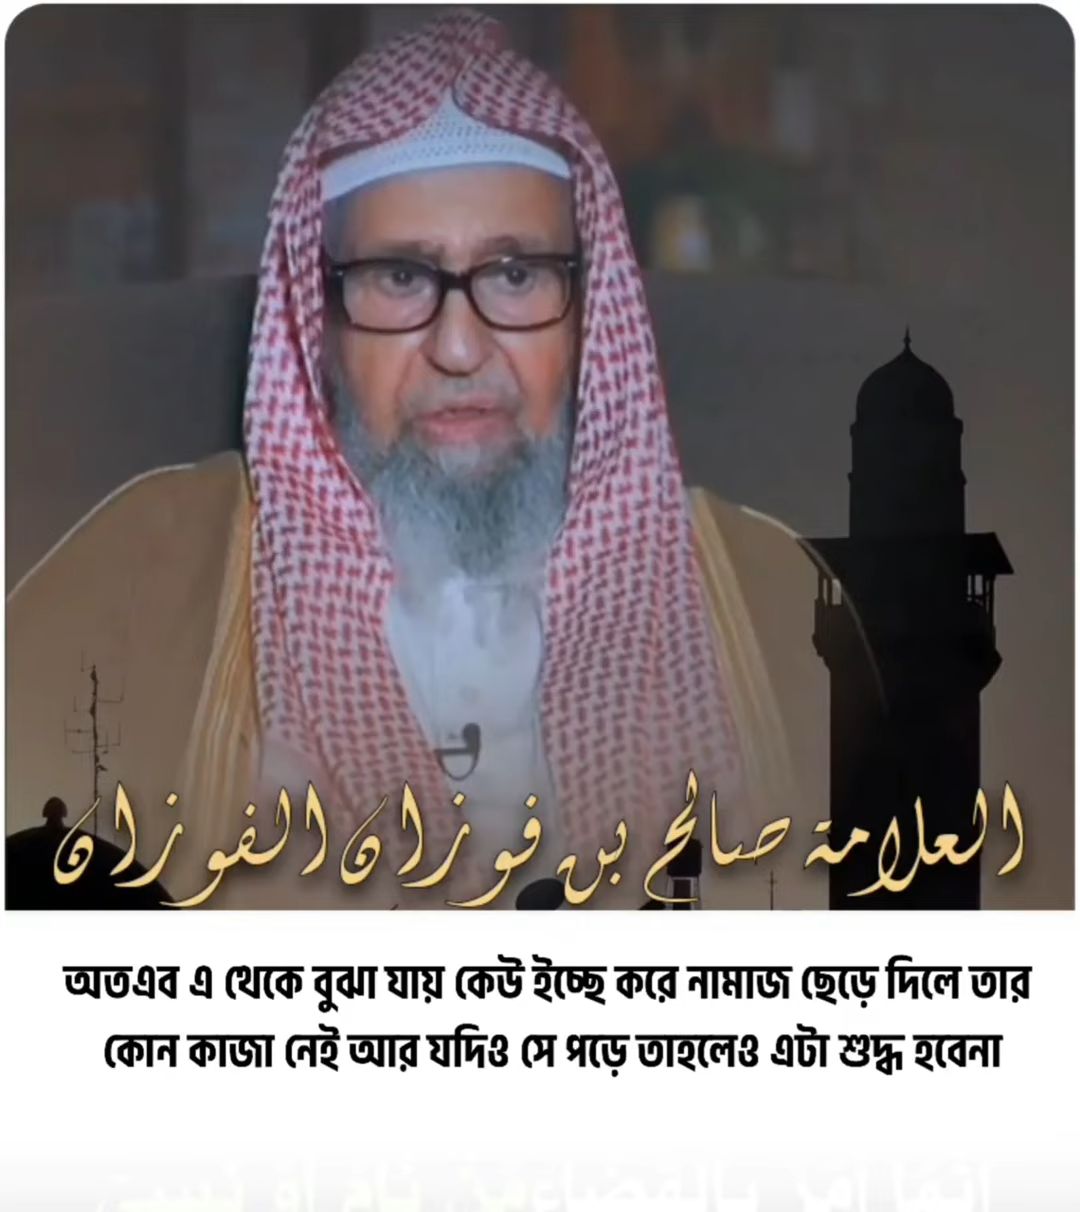 العلامة صالح بن فوزان الفوزان
অতএব এ থেকে বুঝা যায় কেউ ইচ্ছে করে নামাজ ছেড়ে দিলে তার
কোন কাজা নেই আর যদিও সে পড়ে তাহলেও এটা শুদ্ধ হবেনা